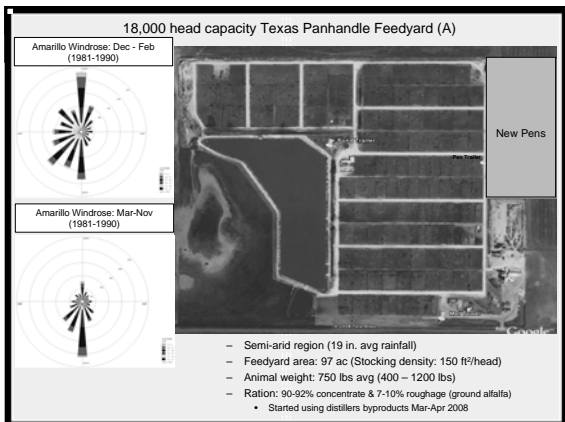 18,000 head capacity Texas Panhandle Feedyard (A)
Amarillo Windrose: Dec - Feb
(1981-1990)
New Pens
Pen Trailer
Amarillo Windrose: Mar-Nov
(1981-1990)
Google
– Semi-arid region (19 in. avg rainfall)
– Feedyard area: 97 ac (Stocking density: 150 ft²/head)
– Animal weight: 750 lbs avg (400 – 1200 lbs)
– Ration: 90-92% concentrate & 7-10% roughage (ground alfalfa)
• Started using distillers byproducts Mar-Apr 2008